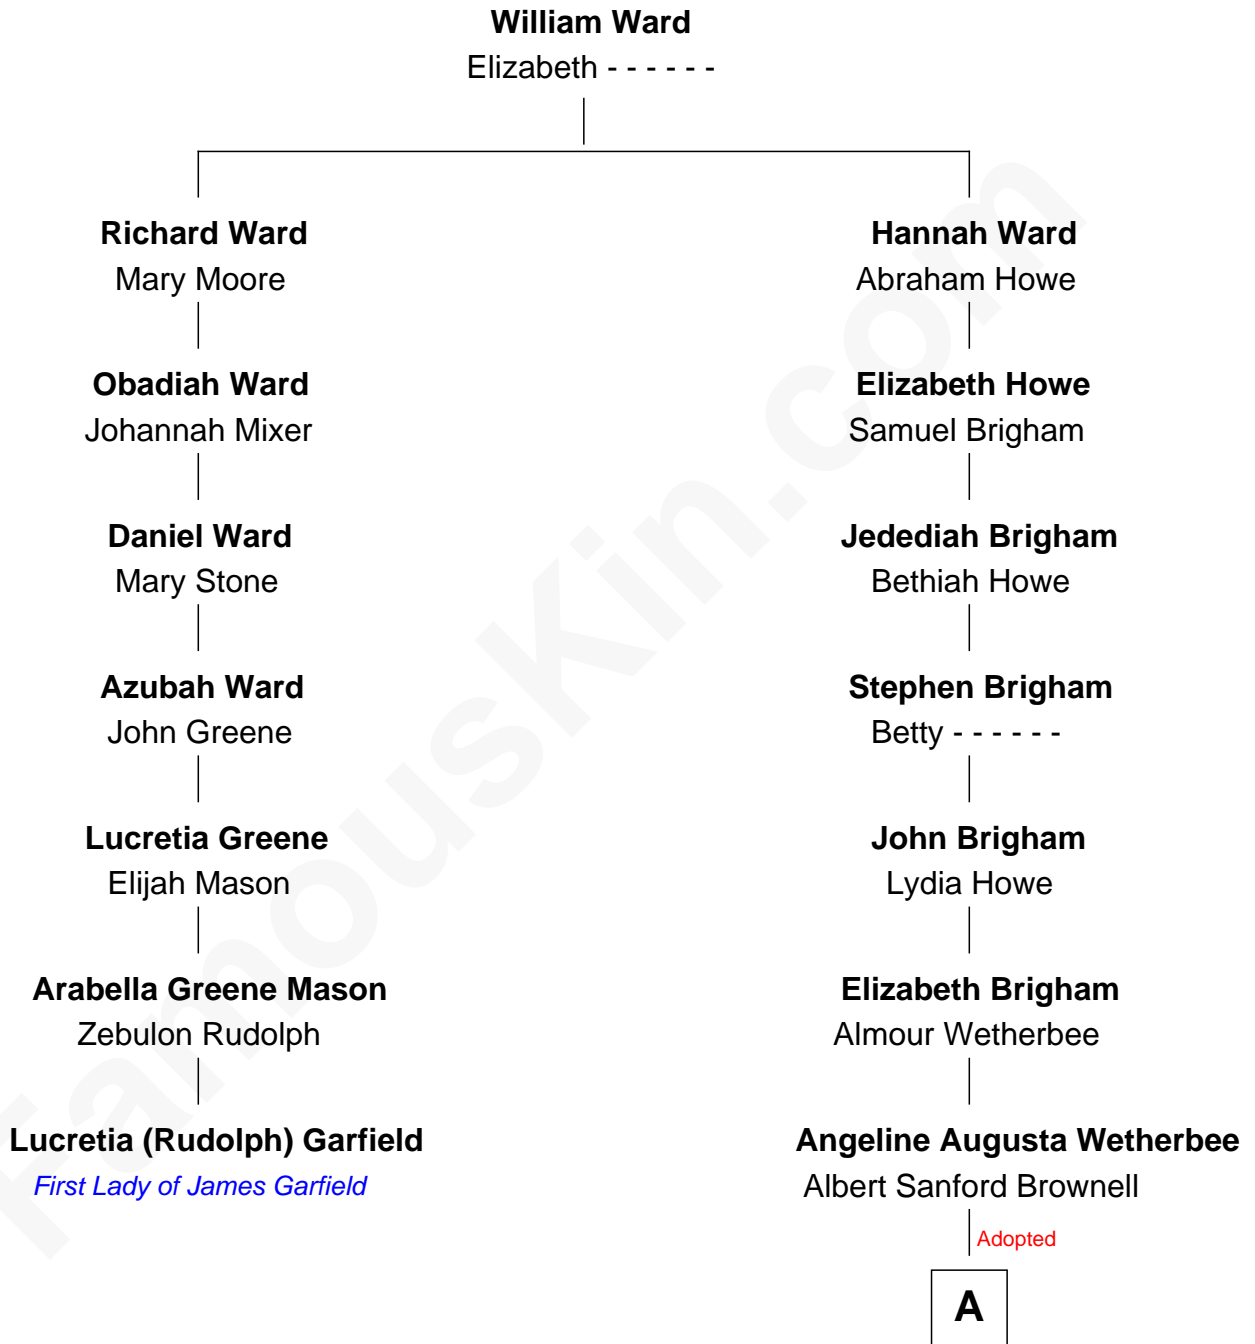 William Ward
Elizabeth - - - - - -
Richard Ward
Mary Moore
Obadiah Ward
Johannah Mixer
Daniel Ward
Mary Stone
Azubah Ward
John Greene
Lucretia Greene
Elijah Mason
Arabella Greene Mason
Zebulon Rudolph
Lucretia (Rudolph) Garfield
First Lady of James Garfield
Hannah Ward
Abraham Howe
Elizabeth Howe
Samuel Brigham
Jedediah Brigham
Bethiah Howe
Stephen Brigham
Betty - - - - - -
John Brigham
Lydia Howe
Elizabeth Brigham
Almour Wetherbee
Angeline Augusta Wetherbee
Albert Sanford Brownell
Adopted
A
FamousKin.com